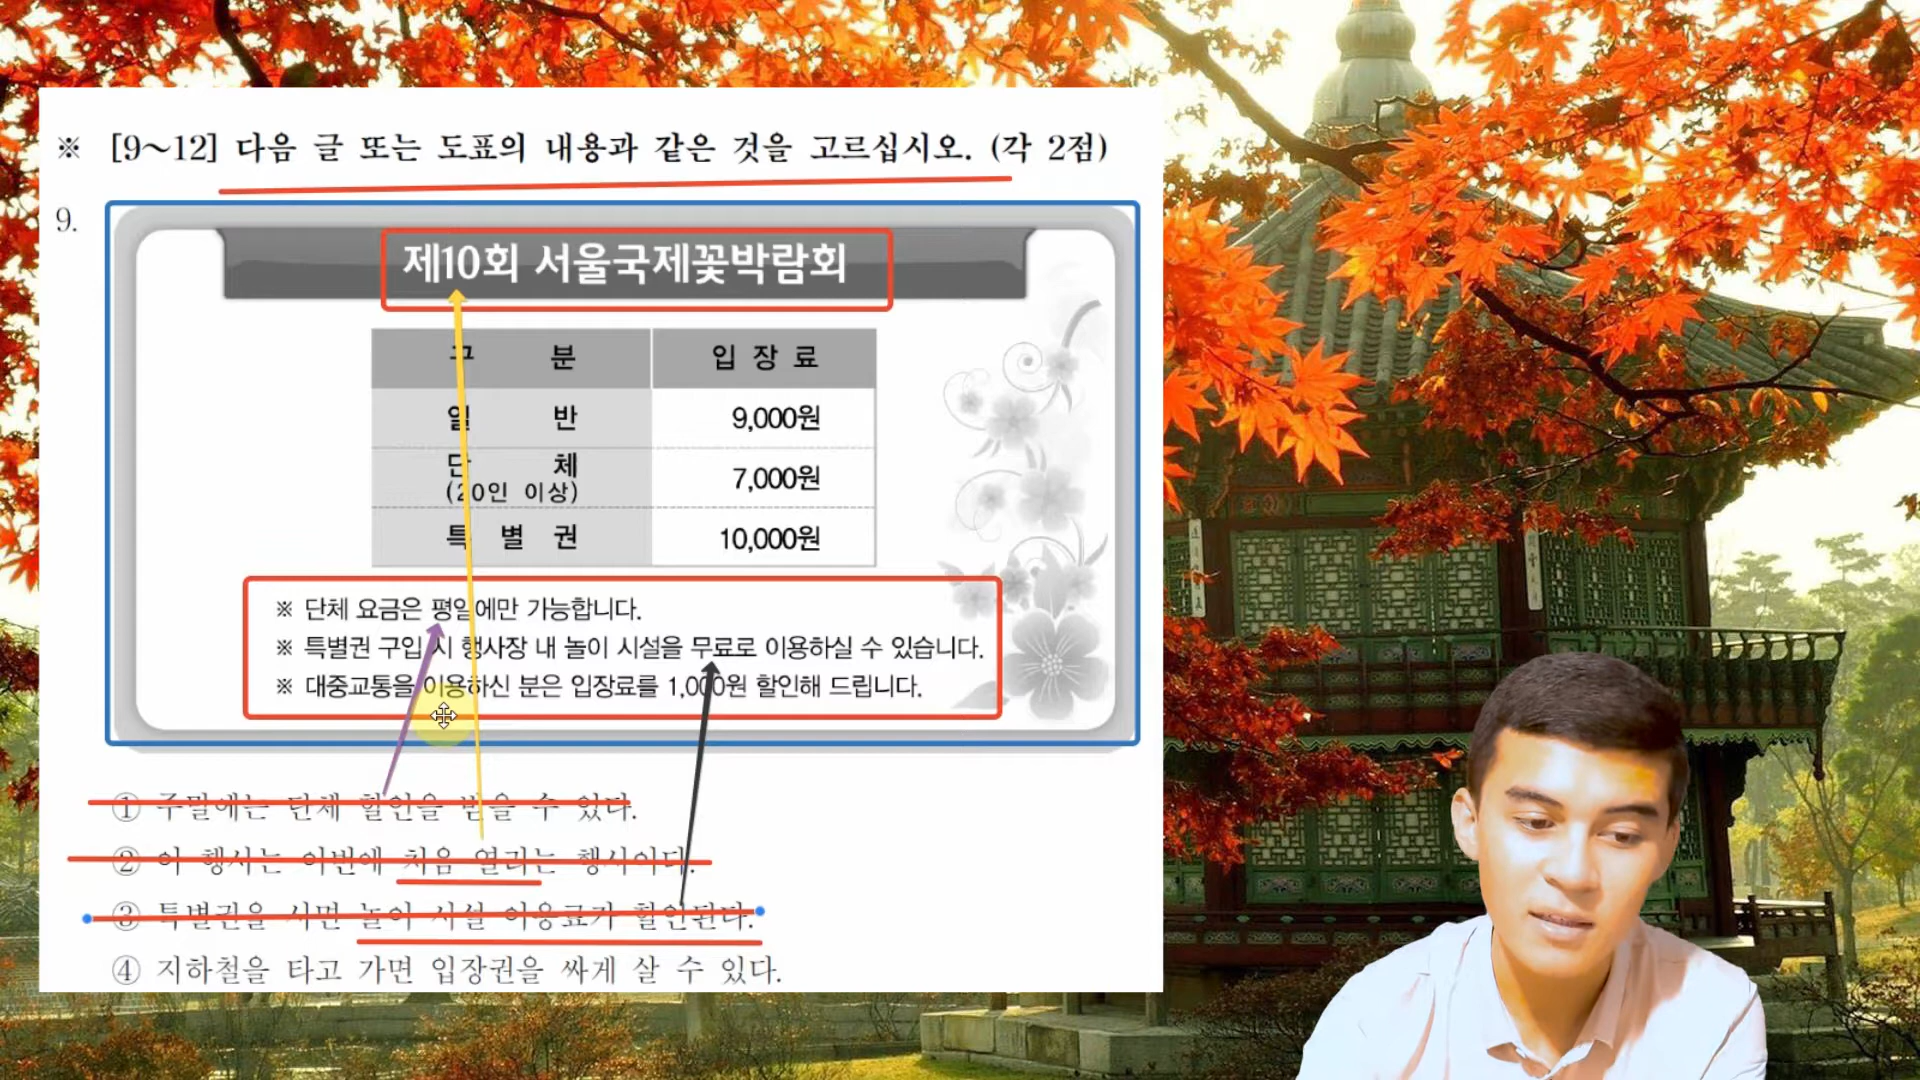 ※ [9～12] 다음 글 또는 도표의 내용과 같은 것을 고르십시오. (각 2점)
9.
제10회 서울국제꽃박람회
구 분 입 장 료
일 반 9,000원
단 체 7,000원
(20인 이상)
특 별 권 10,000원
※ 단체 요금은 평일에만 가능합니다.
※ 특별권 구입 시 행사장 내 놀이 시설을 무료로 이용하실 수 있습니다.
※ 대중교통을 이용하신 분은 입장료를 1,000원 할인해 드립니다.
① 주말에는 단체 할인을 받을 수 있다.
② 이 행사는 이번에 처음 열리는 행사이다.
③ 특별권을 사면 놀이 시설 이용료가 할인된다.
④ 지하철을 타고 가면 입장권을 싸게 살 수 있다.